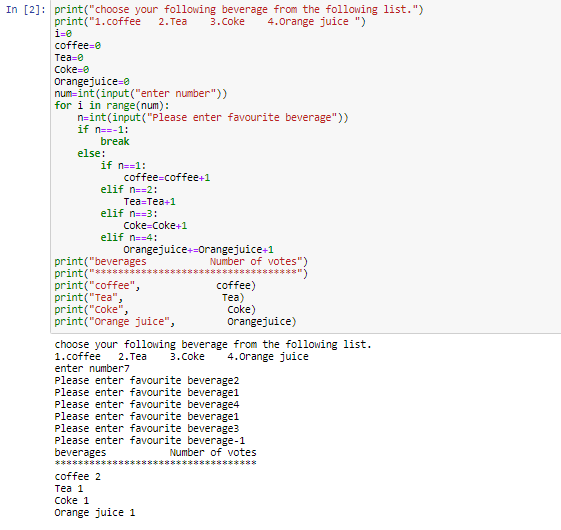 In [2]: print("choose your following beverage from the following list.")
print("1.coffee   2.Tea    3.Coke    4.Orange juice ")
i=0
coffee=0
Tea=0
Coke=0
Orangejuice=0
num=int(input("enter number"))
for i in range(num):
    n=int(input("Please enter favourite beverage"))
    if n==-1:
        break
    else:
        if n==1:
            coffee=coffee+1
        elif n==2:
            Tea=Tea+1
        elif n==3:
            Coke=Coke+1
        elif n==4:
            Orangejuice+=Orangejuice+1
print("beverages           Number of votes")
print("***********************************")
print("coffee",             coffee)
print("Tea",                 Tea)
print("Coke",                 Coke)
print("Orange juice",         Orangejuice)
choose your following beverage from the following list.
1.coffee   2.Tea    3.Coke    4.Orange juice
enter number7
Please enter favourite beverage2
Please enter favourite beverage1
Please enter favourite beverage4
Please enter favourite beverage1
Please enter favourite beverage3
Please enter favourite beverage-1
beverages           Number of votes
***********************************
coffee 2
Tea 1
Coke 1
Orange juice 1